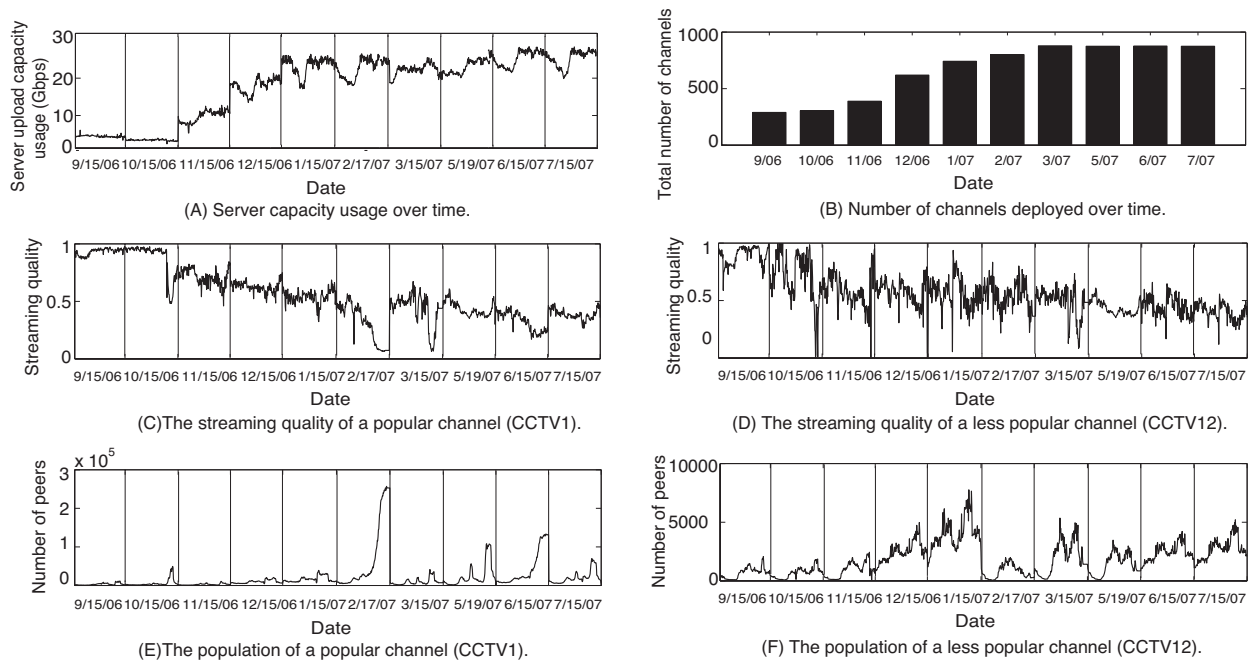 30
20
10
0
Server upload capacity
usage (Gbps)
9/15/06 10/15/06 11/15/06 12/15/06 1/15/07 2/17/07 3/15/07 5/19/07 6/15/07 7/15/07
Date
(A) Server capacity usage over time.
1000
500
0
Total number of channels
9/06 10/06 11/06 12/06 1/07 2/07 3/07 5/07 6/07 7/07
Date
(B) Number of channels deployed over time.
1
0.5
0
Streaming quality
9/15/06 10/15/06 11/15/06 12/15/06 1/15/07 2/17/07 3/15/07 5/19/07 6/15/07 7/15/07
Date
(C)The streaming quality of a popular channel (CCTV1).
1
0.5
0
Streaming quality
9/15/06 10/15/06 11/15/06 12/15/06 1/15/07 2/17/07 3/15/07 5/19/07 6/15/07 7/15/07
Date
(D) The streaming quality of a less popular channel (CCTV12).
x 10^5
3
2
1
0
Number of peers
9/15/06 10/15/06 11/15/06 12/15/06 1/15/07 2/17/07 3/15/07 5/19/07 6/15/07 7/15/07
Date
(E)The population of a popular channel (CCTV1).
10000
5000
0
Number of peers
9/15/06 10/15/06 11/15/06 12/15/06 1/15/07 2/17/07 3/15/07 5/19/07 6/15/07 7/15/07
Date
(F) The population of a less popular channel (CCTV12).